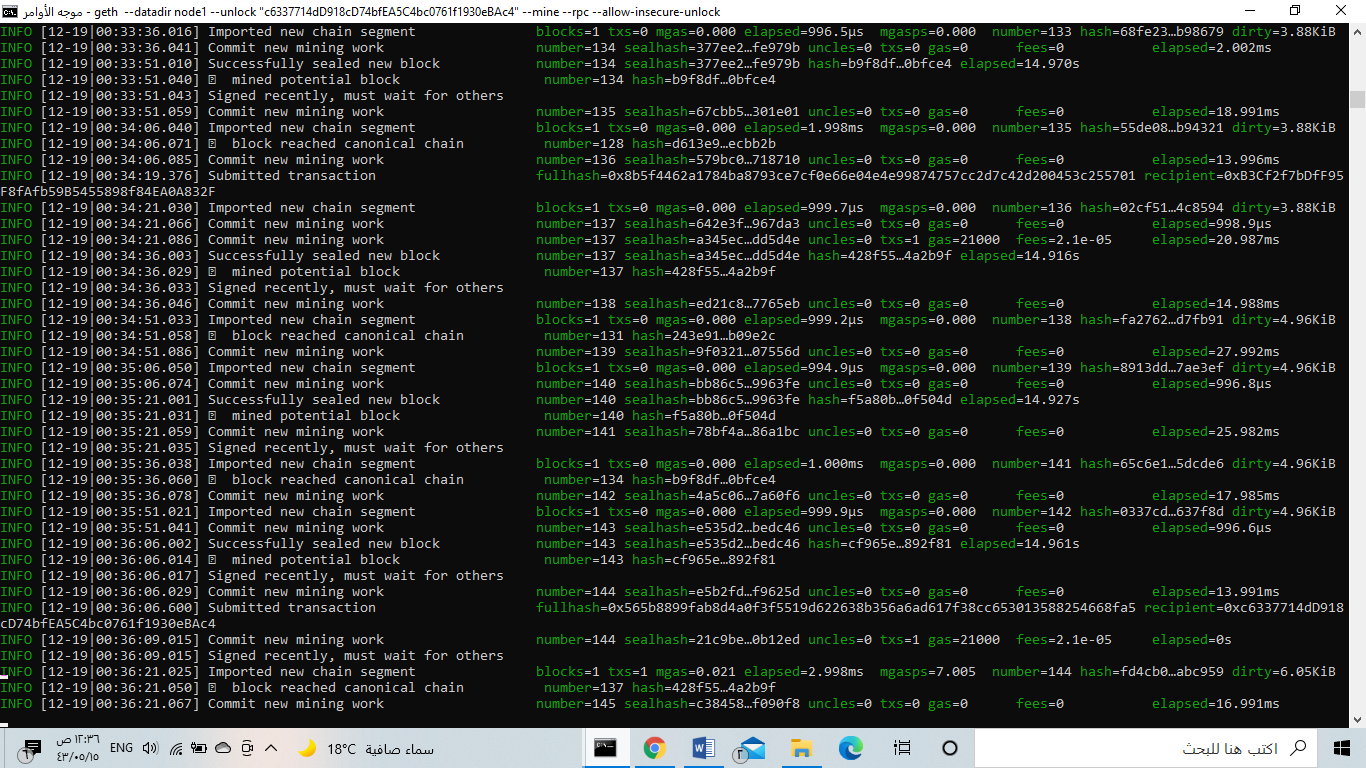 موجه الأوامر - geth --datadir node1 --unlock "c6337714dD918cD74bfEA5C4bc0761f1930eBAc4" --mine --rpc --allow-insecure-unlock
INFO [12-19|00:33:36.016] Imported new chain segment blocks=1 txs=0 mgas=0.000 elapsed=996.5µs mgasps=0.000 number=133 hash=68fe23…b98679 dirty=3.88KiB
INFO [12-19|00:33:36.041] Commit new mining work number=134 sealhash=377ee2…fe979b uncles=0 txs=0 gas=0 fees=0 elapsed=2.002ms
INFO [12-19|00:33:51.010] Successfully sealed new block number=134 sealhash=377ee2…fe979b hash=b9f8df…0bfce4 elapsed=14.970s
INFO [12-19|00:33:51.040] mined potential block number=134 hash=b9f8df…0bfce4
INFO [12-19|00:33:51.043] Signed recently, must wait for others
INFO [12-19|00:33:51.059] Commit new mining work number=135 sealhash=67cbb5…301e01 uncles=0 txs=0 gas=0 fees=0 elapsed=18.991ms
INFO [12-19|00:34:06.040] Imported new chain segment blocks=1 txs=0 mgas=0.000 elapsed=1.998ms mgasps=0.000 number=135 hash=55de08…b94321 dirty=3.88KiB
INFO [12-19|00:34:06.071] block reached canonical chain number=128 hash=d613e9…ecbb2b
INFO [12-19|00:34:06.085] Commit new mining work number=136 sealhash=579bc0…718710 uncles=0 txs=0 gas=0 fees=0 elapsed=13.996ms
INFO [12-19|00:34:19.376] Submitted transaction fullhash=0x8b5f4462a1784ba8793ce7cf0e66e04e4e99874757cc2d7c42d200453c255701 recipient=0xB3Cf2f7bDfF95
F8fAfb59B5455898f84EA0A832F
INFO [12-19|00:34:21.030] Imported new chain segment blocks=1 txs=0 mgas=0.000 elapsed=999.7µs mgasps=0.000 number=136 hash=02cf51…4c8594 dirty=3.88KiB
INFO [12-19|00:34:21.066] Commit new mining work number=137 sealhash=642e3f…967da3 uncles=0 txs=0 gas=0 fees=0 elapsed=998.9µs
INFO [12-19|00:34:21.086] Commit new mining work number=137 sealhash=a345ec…dd5d4e uncles=0 txs=1 gas=21000 fees=2.1e-05 elapsed=20.987ms
INFO [12-19|00:34:36.003] Successfully sealed new block number=137 sealhash=a345ec…dd5d4e hash=428f55…4a2b9f elapsed=14.916s
INFO [12-19|00:34:36.029] mined potential block number=137 hash=428f55…4a2b9f
INFO [12-19|00:34:36.033] Signed recently, must wait for others
INFO [12-19|00:34:36.046] Commit new mining work number=138 sealhash=ed21c8…7765eb uncles=0 txs=0 gas=0 fees=0 elapsed=14.988ms
INFO [12-19|00:34:51.033] Imported new chain segment blocks=1 txs=0 mgas=0.000 elapsed=999.2µs mgasps=0.000 number=138 hash=fa2762…d7fb91 dirty=4.96KiB
INFO [12-19|00:34:51.058] block reached canonical chain number=131 hash=243e91…b09e2c
INFO [12-19|00:34:51.086] Commit new mining work number=139 sealhash=9f0321…07556d uncles=0 txs=0 gas=0 fees=0 elapsed=27.992ms
INFO [12-19|00:35:06.050] Imported new chain segment blocks=1 txs=0 mgas=0.000 elapsed=994.9µs mgasps=0.000 number=139 hash=8913dd…7ae3ef dirty=4.96KiB
INFO [12-19|00:35:06.074] Commit new mining work number=140 sealhash=bb86c5…9963fe uncles=0 txs=0 gas=0 fees=0 elapsed=996.8µs
INFO [12-19|00:35:21.001] Successfully sealed new block number=140 sealhash=bb86c5…9963fe hash=f5a80b…0f504d elapsed=14.927s
INFO [12-19|00:35:21.031] mined potential block number=140 hash=f5a80b…0f504d
INFO [12-19|00:35:21.059] Commit new mining work number=141 sealhash=78bf4a…86a1bc uncles=0 txs=0 gas=0 fees=0 elapsed=25.982ms
INFO [12-19|00:35:21.035] Signed recently, must wait for others
INFO [12-19|00:35:36.038] Imported new chain segment blocks=1 txs=0 mgas=0.000 elapsed=1.000ms mgasps=0.000 number=141 hash=65c6e1…5dcde6 dirty=4.96KiB
INFO [12-19|00:35:36.060] block reached canonical chain number=134 hash=b9f8df…0bfce4
INFO [12-19|00:35:36.078] Commit new mining work number=142 sealhash=4a5c06…7a60f6 uncles=0 txs=0 gas=0 fees=0 elapsed=17.985ms
INFO [12-19|00:35:51.021] Imported new chain segment blocks=1 txs=0 mgas=0.000 elapsed=999.9µs mgasps=0.000 number=142 hash=0337cd…637f8d dirty=4.96KiB
INFO [12-19|00:35:51.041] Commit new mining work number=143 sealhash=e535d2…bedc46 uncles=0 txs=0 gas=0 fees=0 elapsed=996.6µs
INFO [12-19|00:36:06.002] Successfully sealed new block number=143 sealhash=e535d2…bedc46 hash=cf965e…892f81 elapsed=14.961s
INFO [12-19|00:36:06.014] mined potential block number=143 hash=cf965e…892f81
INFO [12-19|00:36:06.017] Signed recently, must wait for others
INFO [12-19|00:36:06.029] Commit new mining work number=144 sealhash=e5b2fd…f9625d uncles=0 txs=0 gas=0 fees=0 elapsed=13.991ms
INFO [12-19|00:36:06.600] Submitted transaction fullhash=0x565b8899fab8d4a0f3f5519d622638b356a6ad617f38cc653013588254668fa5 recipient=0xc6337714dD918
cD74bfEA5C4bc0761f1930eBAc4
INFO [12-19|00:36:09.015] Commit new mining work number=144 sealhash=21c9be…0b12ed uncles=0 txs=1 gas=21000 fees=2.1e-05 elapsed=0s
INFO [12-19|00:36:09.015] Signed recently, must wait for others
INFO [12-19|00:36:21.025] Imported new chain segment blocks=1 txs=1 mgas=0.021 elapsed=2.998ms mgasps=7.005 number=144 hash=fd4cb0…abc959 dirty=6.05KiB
INFO [12-19|00:36:21.050] block reached canonical chain number=137 hash=428f55…4a2b9f
INFO [12-19|00:36:21.067] Commit new mining work number=145 sealhash=c38458…f090f8 uncles=0 txs=0 gas=0 fees=0 elapsed=16.991ms
اكتب هنا للبحث
سماء صافية 18°C
ENG
١٢:٣٦ ص
٤٣/٠٥/١٥